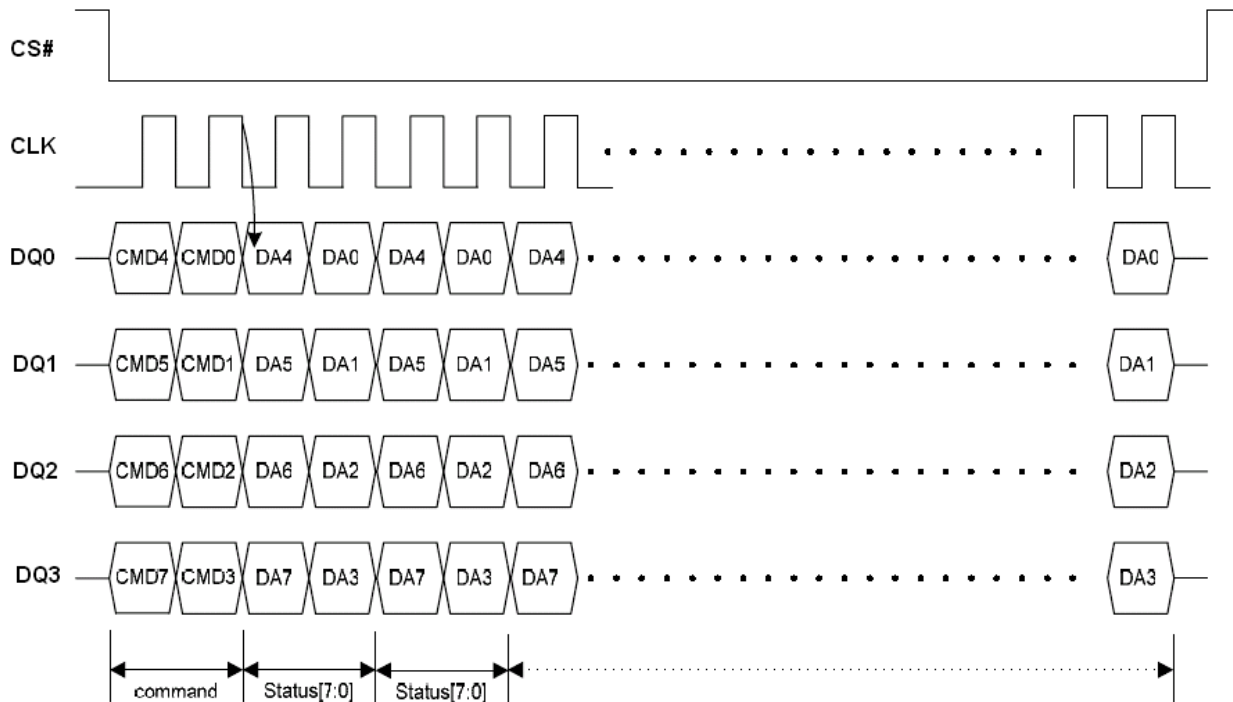 CS#
CLK
DQ0 CMD4 CMD0 DA4 DA0 DA4 DA0 DA4 DA0
DQ1 CMD5 CMD1 DA5 DA1 DA5 DA1 DA5 DA1
DQ2 CMD6 CMD2 DA6 DA2 DA6 DA2 DA6 DA2
DQ3 CMD7 CMD3 DA7 DA3 DA7 DA3 DA7 DA3
command Status[7:0] Status[7:0]